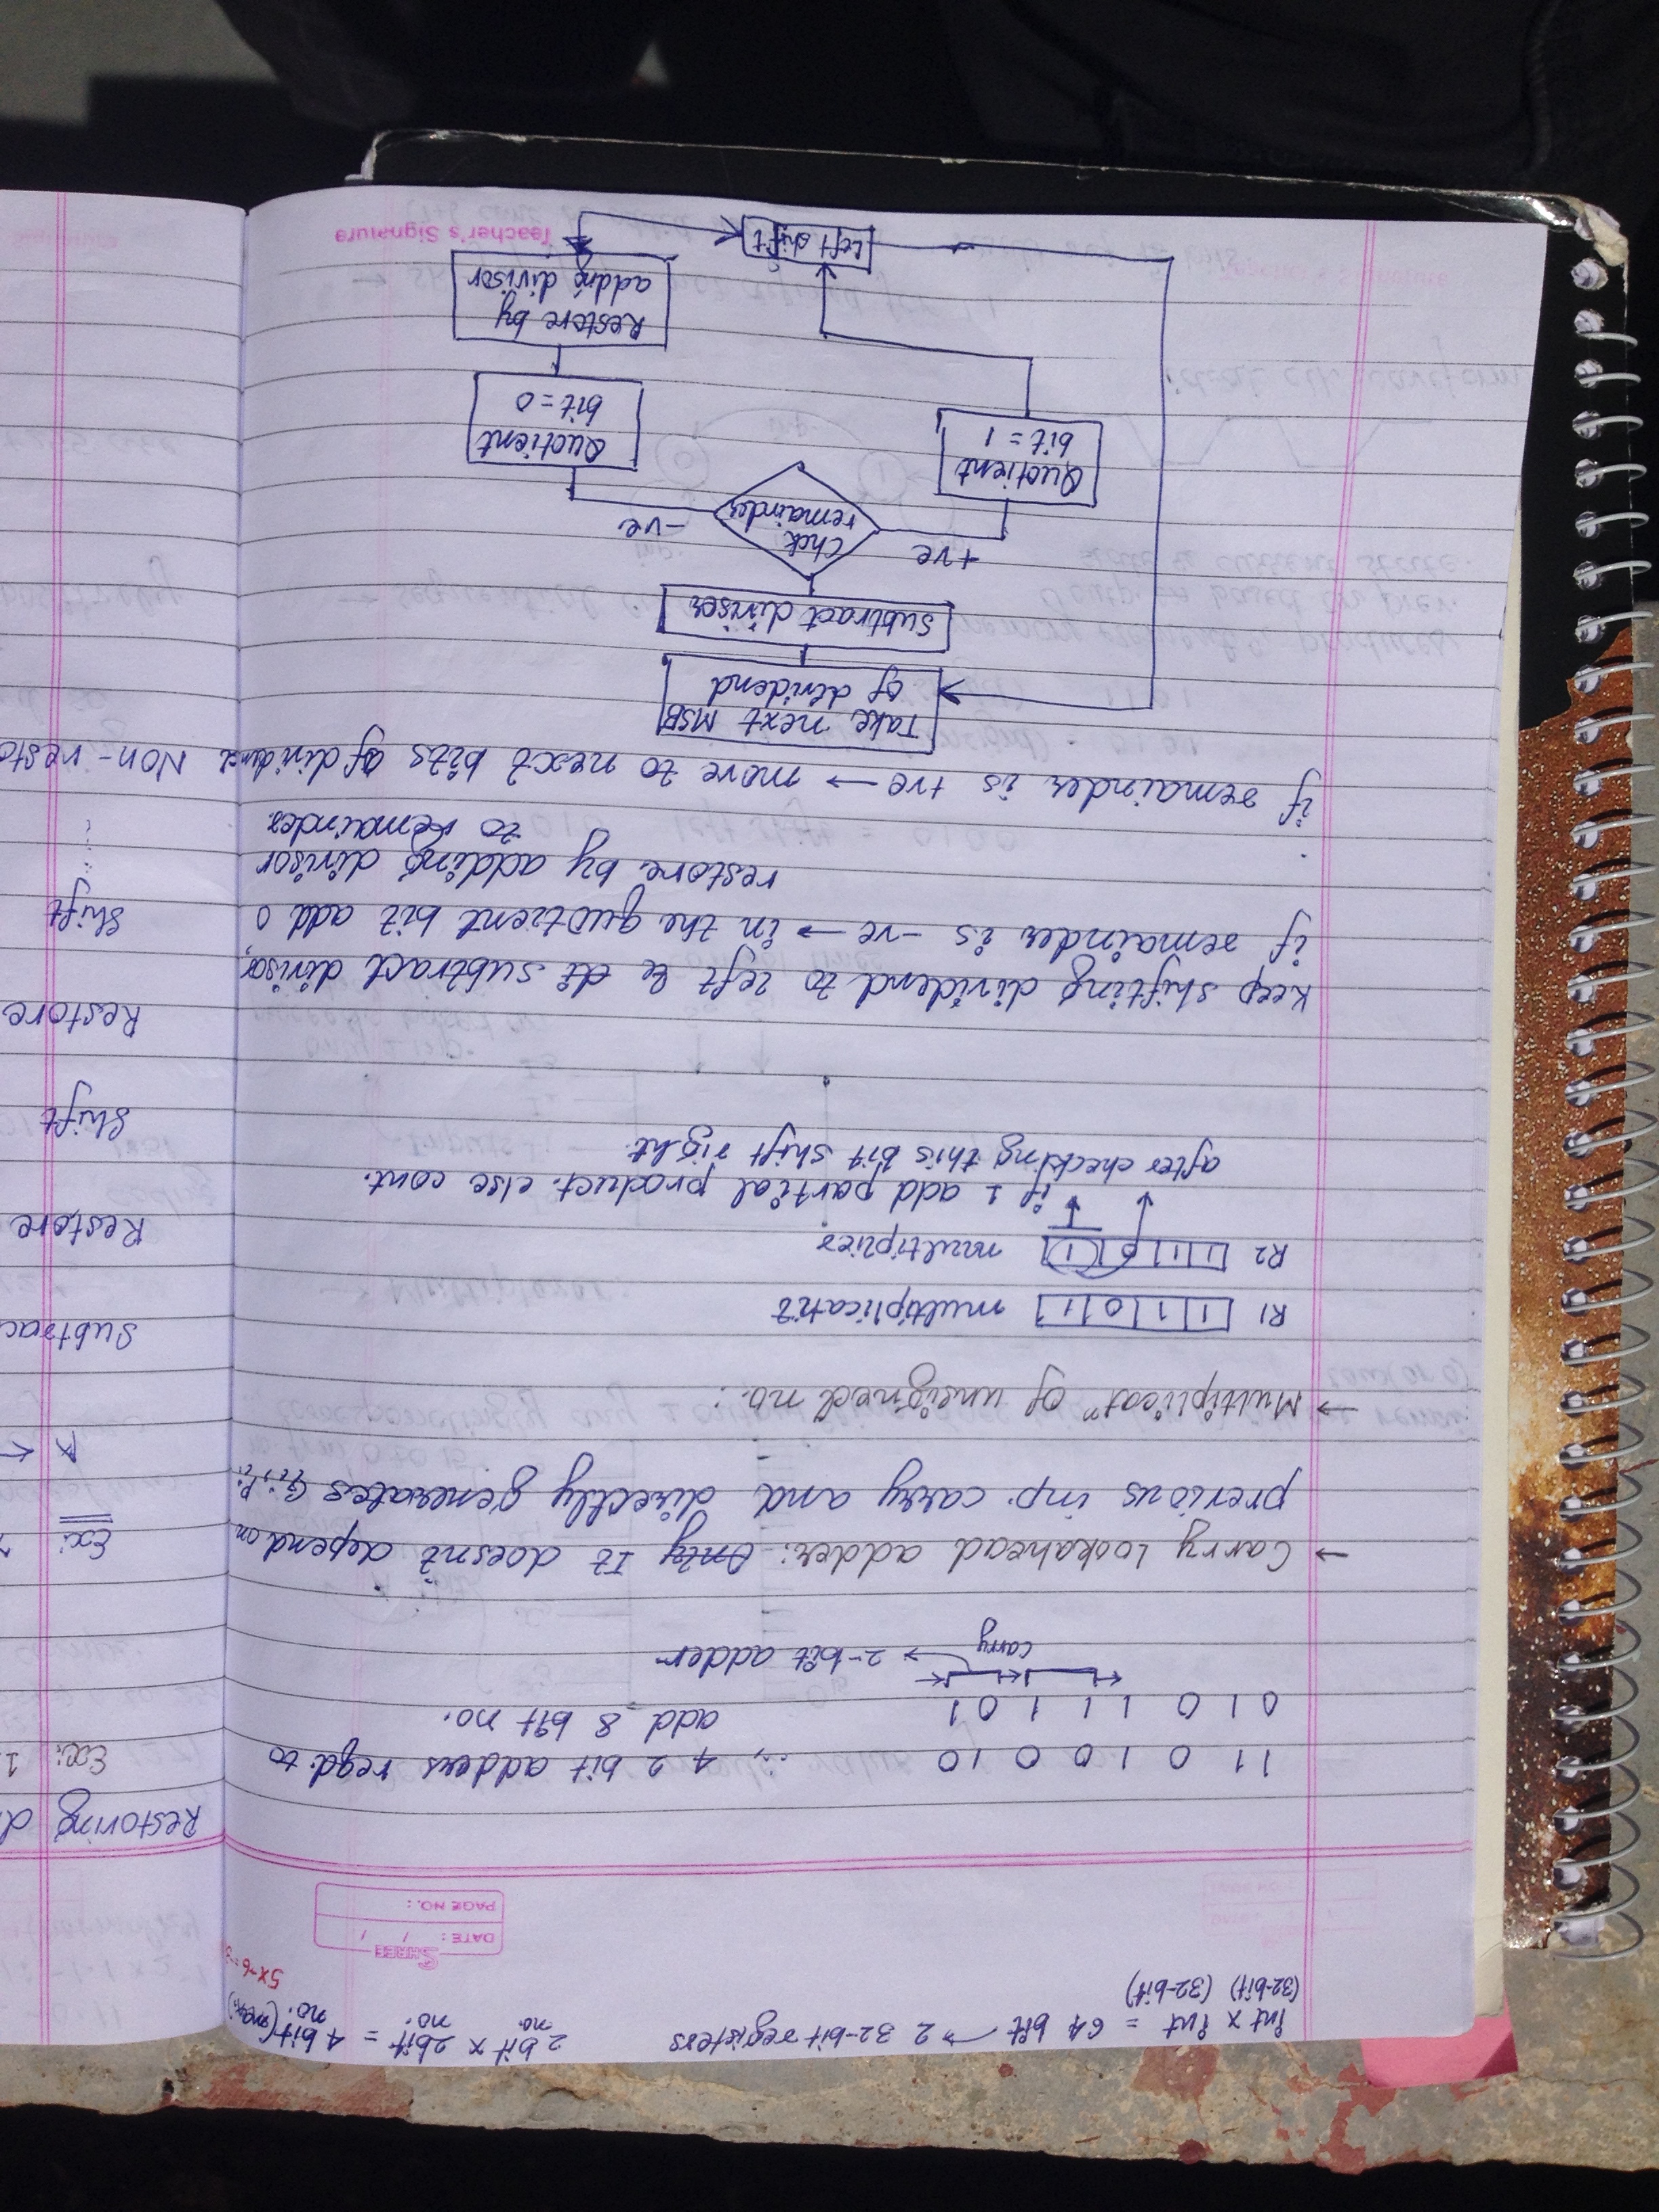 int x int = 64 bit → 2 32-bit registers
(32-bit) (32-bit)
2 bit x 2bit = 4 bit (max)
no. no. no.
SHREE
DATE: / /
PAGE NO.:
1 1 0 1 0 0 1 0 ∴, 4 2 bit adders reqd. to
0 1 0 1 1 1 0 1 add 8 bit no.
carry → 2-bit adder
→ Carry Lookahead adder: Only It doesn't depend on
previous inp. carry and directly generates Gi, Pi
→ Multiplicatⁿ of unsigned no.:
R1 1 1 0 1 multiplicatit
R2 1 1 0 1 multiplier
if 1 add partial product. else cont.
after checking this bit shift right.
Keep shifting dividend to left & di subtract divisor,
if remainder is -ve → in the quotient bit add 0
restore by adding divisor
to remainder.
if remainder is +ve → move to next bits of dividend
Take next MSB
of dividend
Subtract divisor
Chck
remainder
+ve
-ve
Quotient
bit = 1
Quotient
bit = 0
Restore by
addng divisor
Left shift
Teacher's Signature
Restoring
Ex: 1
Ex:
A ←
Subtrac
Restore
Shift
Restore
Shift
Non-resto